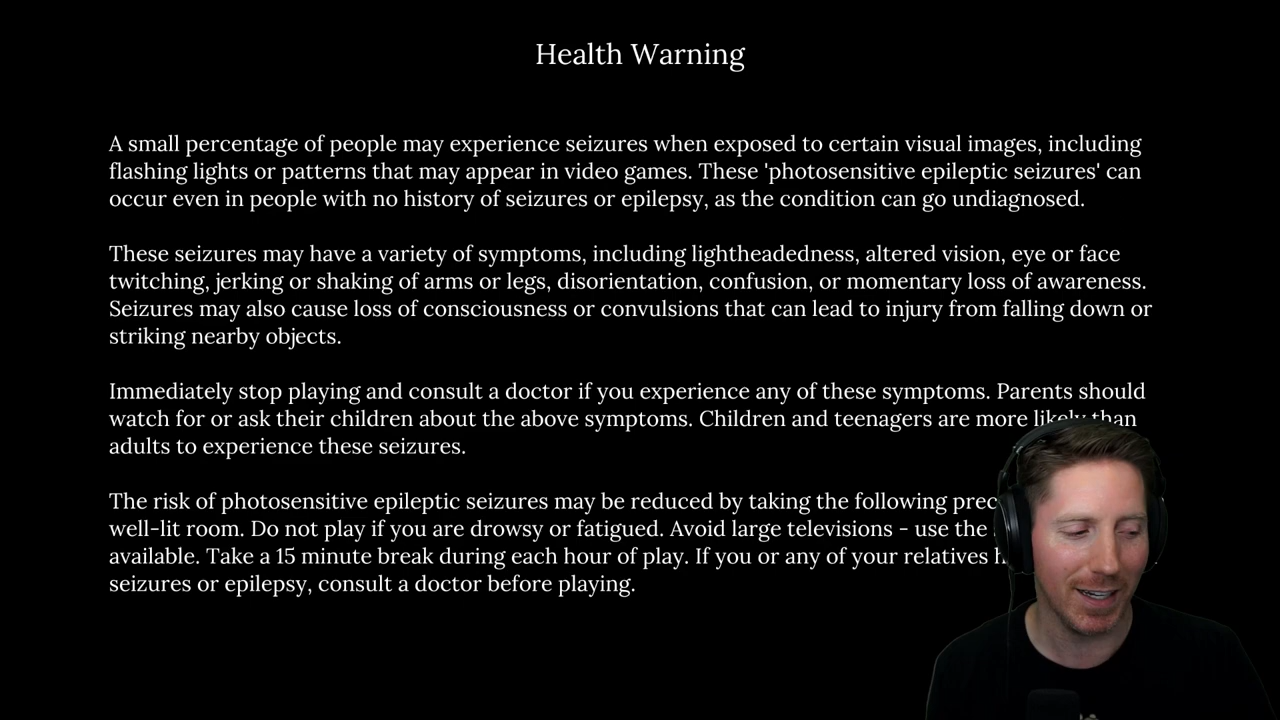 Health Warning
A small percentage of people may experience seizures when exposed to certain visual images, including
flashing lights or patterns that may appear in video games. These 'photosensitive epileptic seizures' can
occur even in people with no history of seizures or epilepsy, as the condition can go undiagnosed.
These seizures may have a variety of symptoms, including lightheadedness, altered vision, eye or face
twitching, jerking or shaking of arms or legs, disorientation, confusion, or momentary loss of awareness.
Seizures may also cause loss of consciousness or convulsions that can lead to injury from falling down or
striking nearby objects.
Immediately stop playing and consult a doctor if you experience any of these symptoms. Parents should
watch for or ask their children about the above symptoms. Children and teenagers are more likely than
adults to experience these seizures.
The risk of photosensitive epileptic seizures may be reduced by taking the following
well-lit room. Do not play if you are drowsy or fatigued. Avoid large televisions - use the
available. Take a 15 minute break during each hour of play. If you or any of your relatives
seizures or epilepsy, consult a doctor before playing.